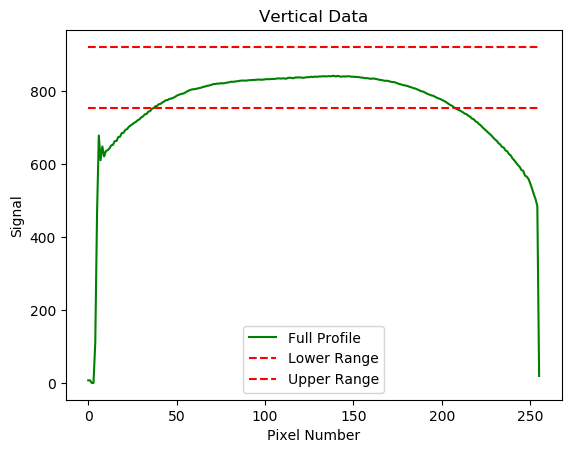 Vertical Data
Signal
800
600
400
200
0
Full Profile
Lower Range
Upper Range
0 50 100 150 200 250
Pixel Number